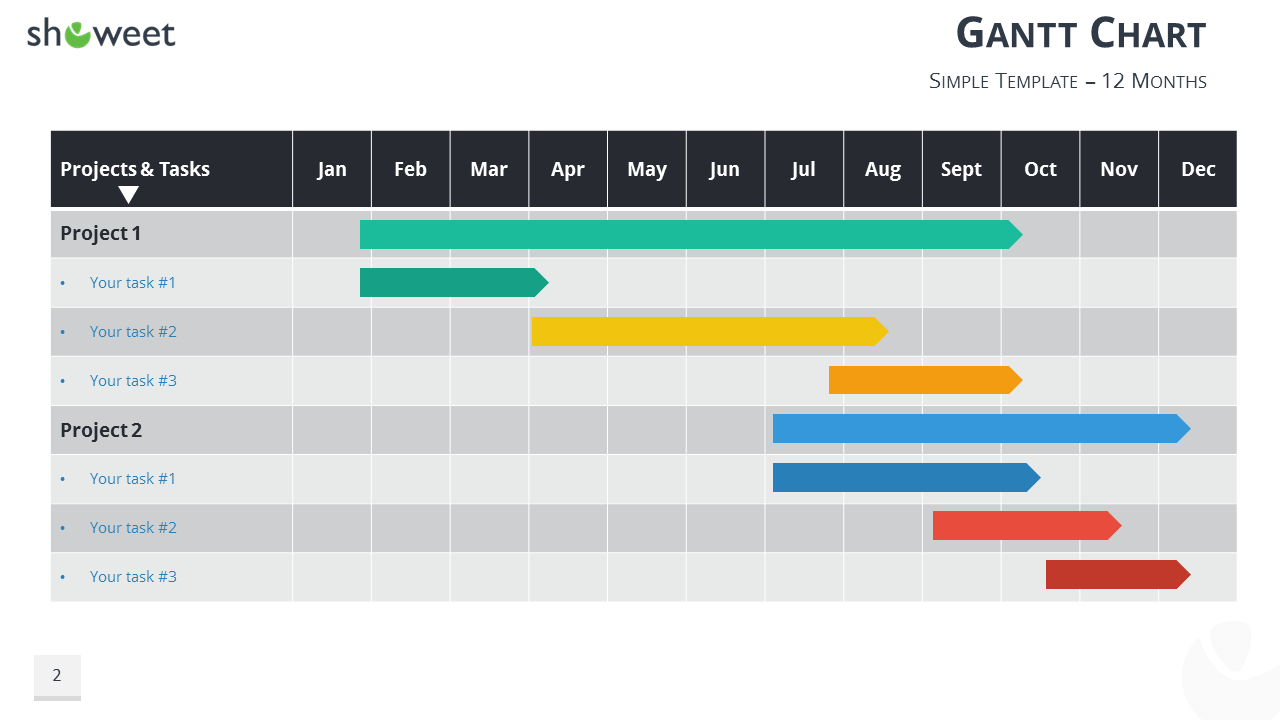 showeet
GANTT CHART
SIMPLE TEMPLATE – 12 MONTHS
Projects & Tasks Jan Feb Mar Apr May Jun Jul Aug Sept Oct Nov Dec
Project 1
• Your task #1
• Your task #2
• Your task #3
Project 2
• Your task #1
• Your task #2
• Your task #3
2